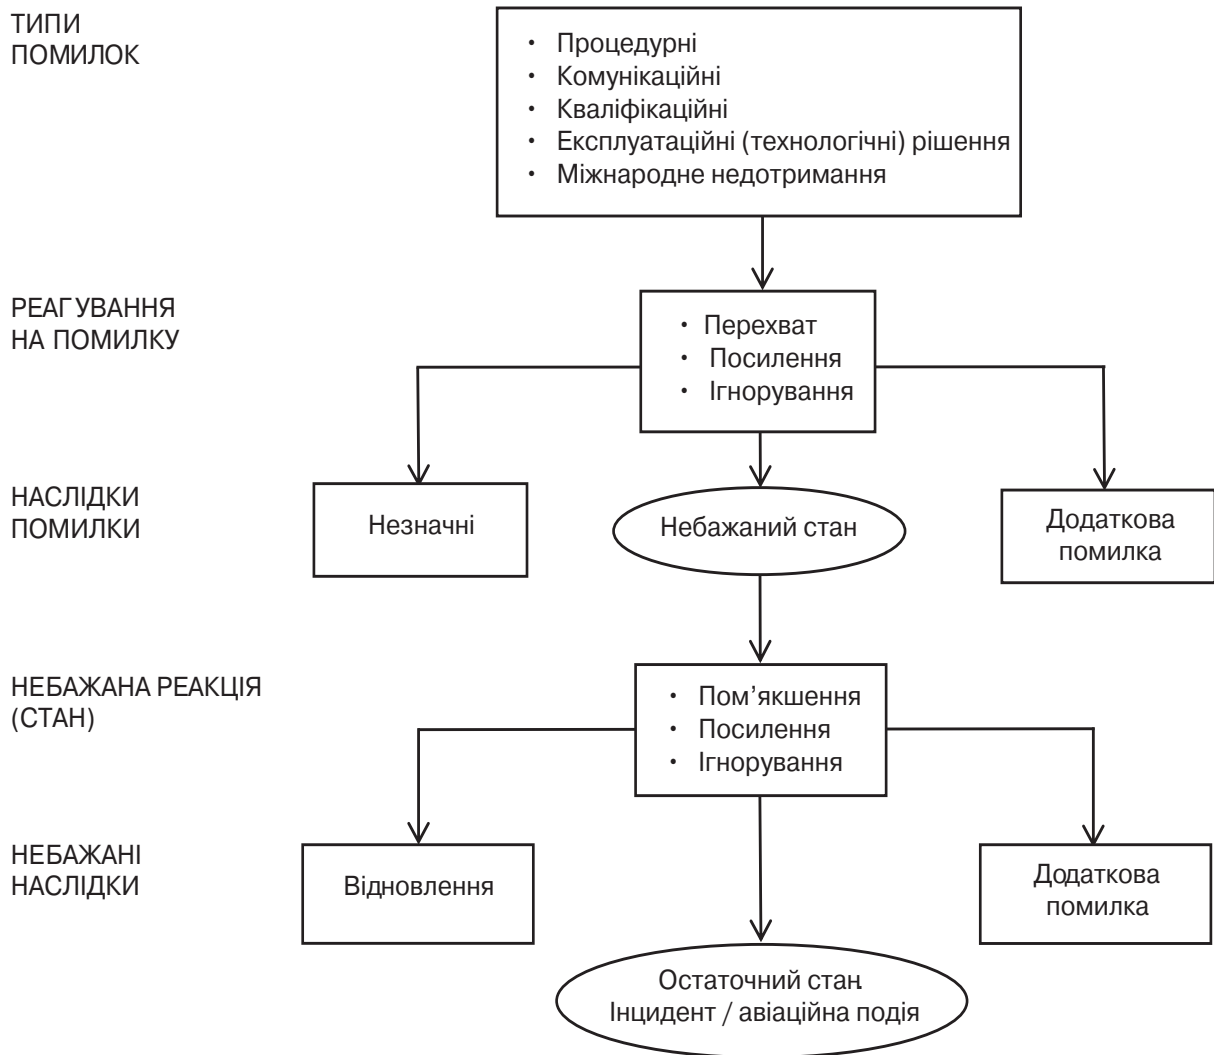 ТИПИ
ПОМИЛОК
• Процедурні
• Комунікаційні
• Кваліфікаційні
• Експлуатаційні (технологічні) рішення
• Міжнародне недотримання
РЕАГУВАННЯ
НА ПОМИЛКУ
• Перехват
• Посилення
• Ігнорування
НАСЛІДКИ
ПОМИЛКИ
Незначні
Небажаний стан
Додаткова
помилка
НЕБАЖАНА РЕАКЦІЯ
(СТАН)
• Пом’якшення
• Посилення
• Ігнорування
НЕБАЖАНІ
НАСЛІДКИ
Відновлення
Додаткова
помилка
Остаточний стан.
Інцидент / авіаційна подія